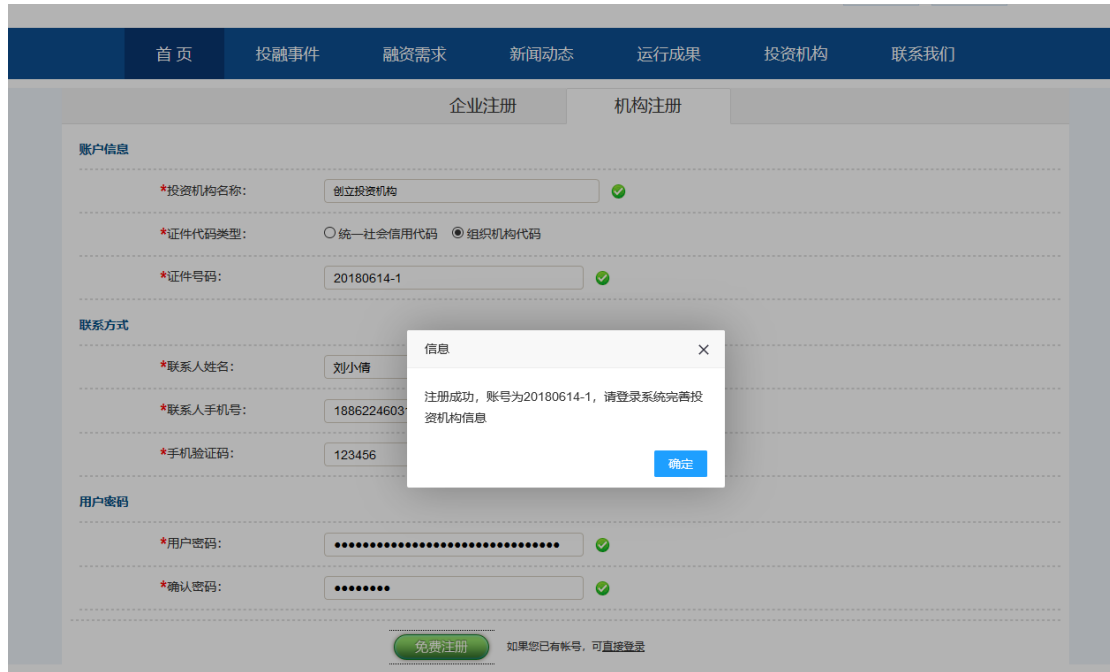 首 页 投融事件 融资需求 新闻动态 运行成果 投资机构 联系我们
企业注册 机构注册
账户信息
*投资机构名称: 创立投资机构
*证件代码类型: 统一社会信用代码 组织机构代码
*证件号码: 20180614-1
联系方式
信息
*联系人姓名: 刘小倩
注册成功，账号为20180614-1，请登录系统完善投
资机构信息
*联系人手机号: 1886224603
*手机验证码: 123456
确定
用户密码
*用户密码:
*确认密码:
免费注册 如果您已有帐号，可直接登录